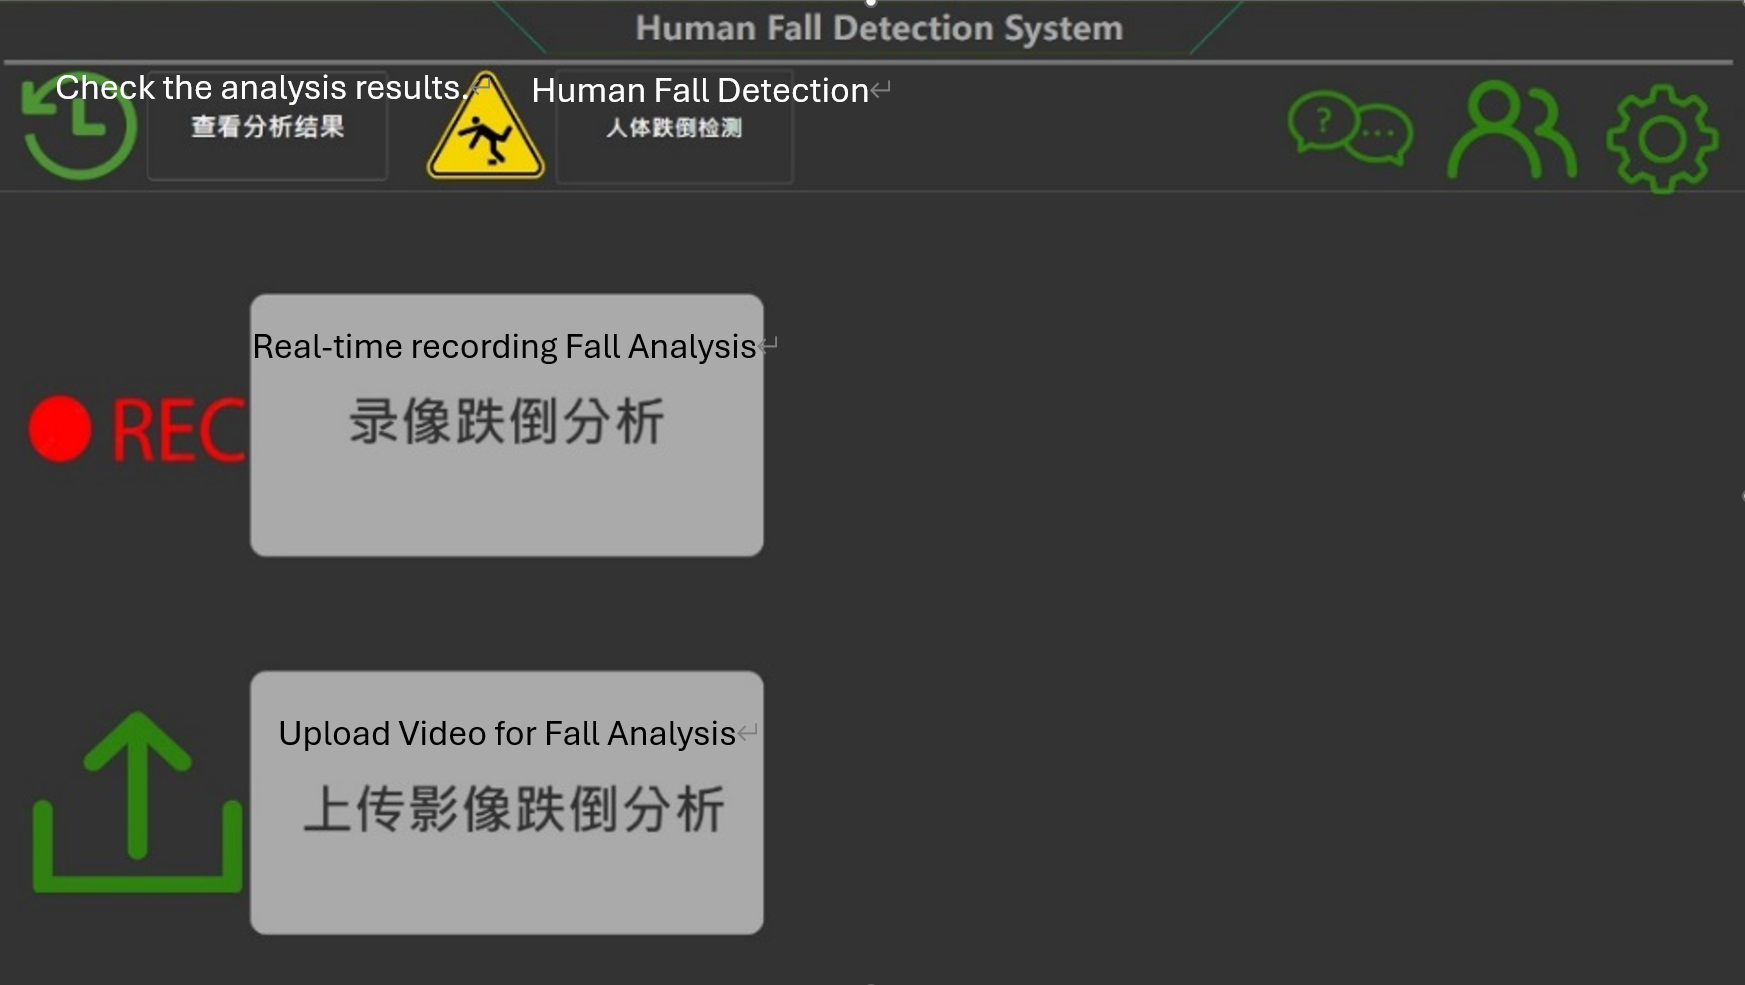 Human Fall Detection System
Check the analysis results.
查看分析结果
Human Fall Detection
人体跌倒检测
?
Real-time recording Fall Analysis
录像跌倒分析
REC
Upload Video for Fall Analysis
上传影像跌倒分析